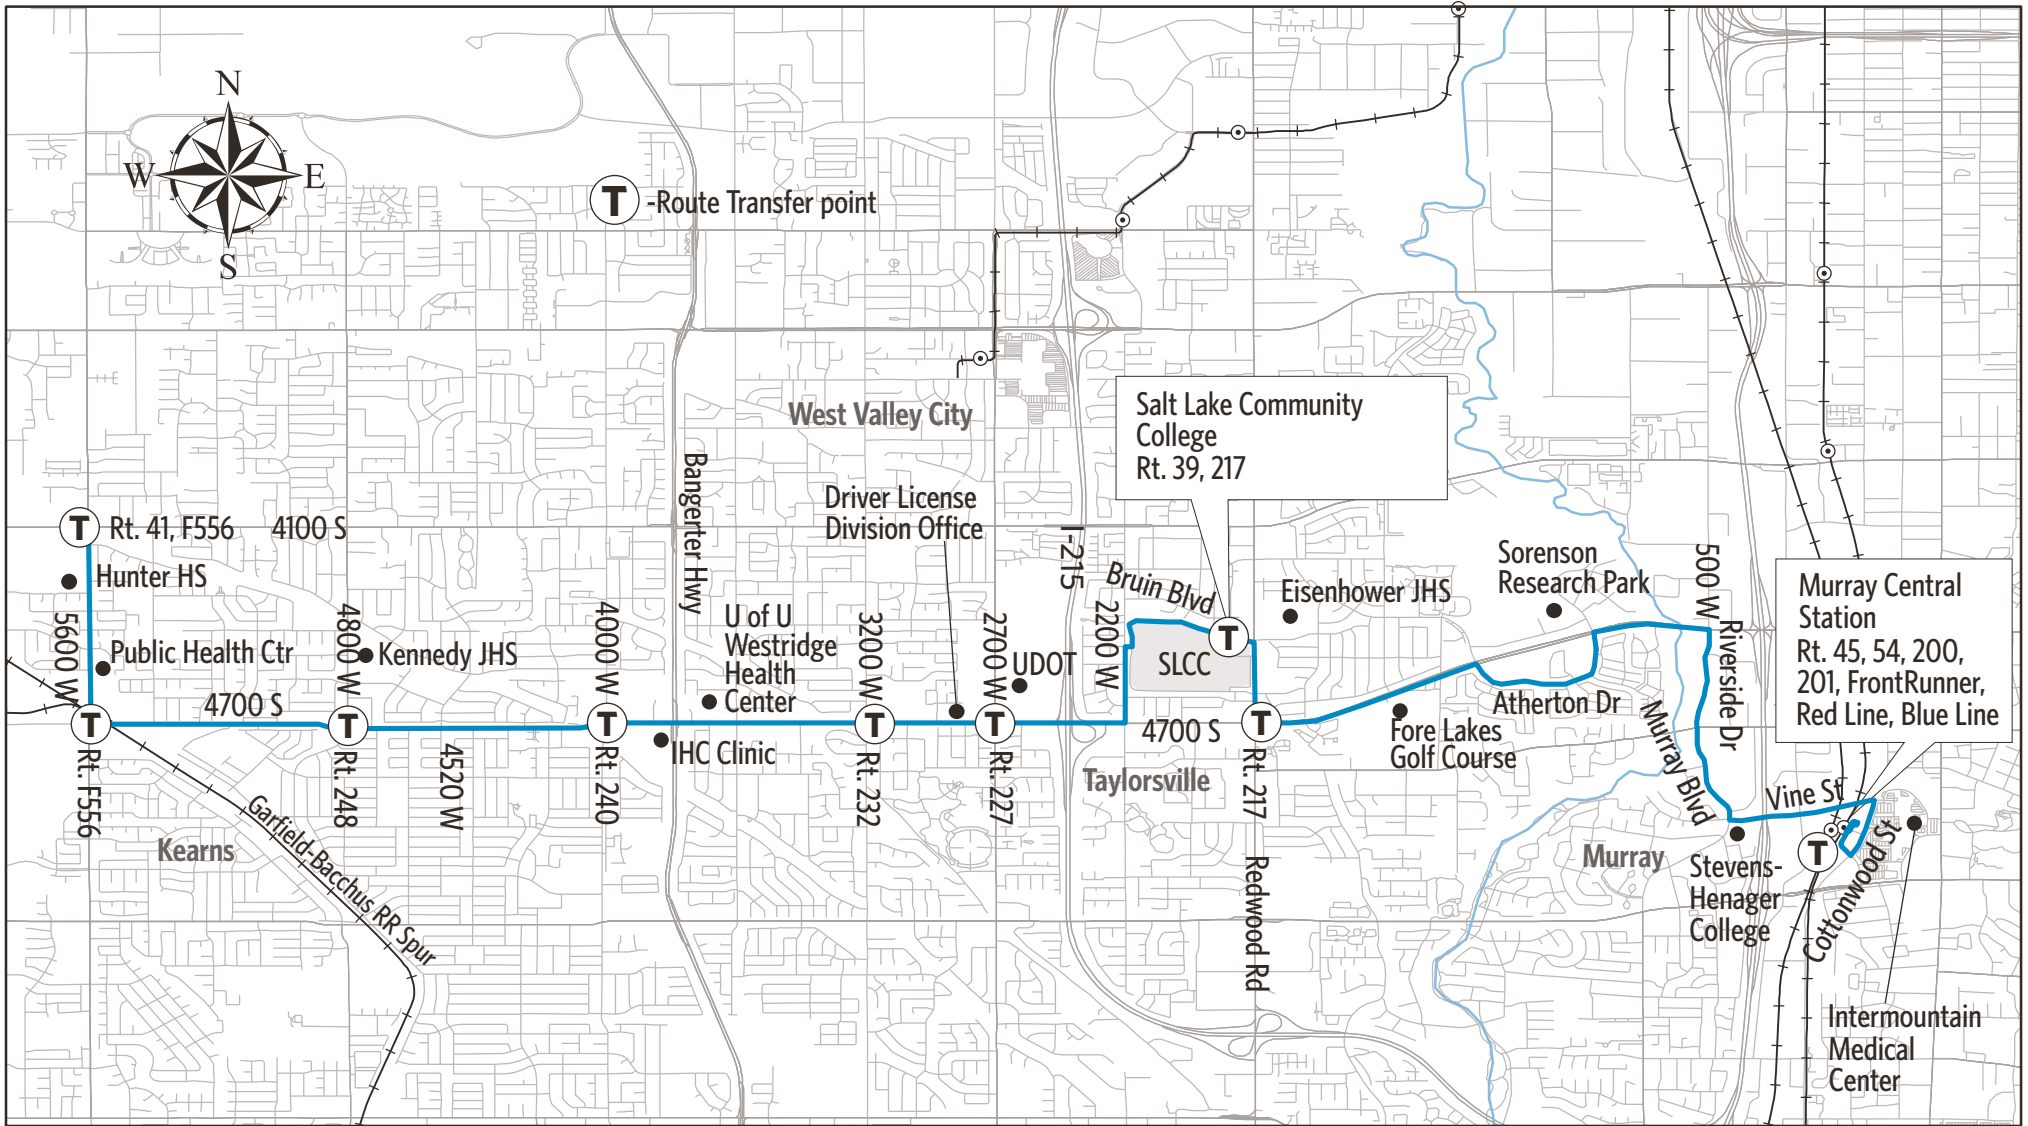 N
W
E
S
T
-Route Transfer point
West Valley City
Salt Lake Community
College
Rt. 39, 217
Bangerter Hwy
Driver License
Division Office
T
Rt. 41, F556
4100 S
Hunter HS
I-215
Bruin Blvd
Eisenhower JHS
Sorenson
Research Park
500 W
Murray Central
Station
Rt. 45, 54, 200,
201, FrontRunner,
Red Line, Blue Line
5600 W
Public Health Ctr
4800 W
Kennedy JHS
4000 W
U of U
Westridge
Health
Center
3200 W
2700 W
UDOT
2200 W
T
SLCC
Riverside Dr
4700 S
T
T
T
T
T
4700 S
T
Atherton Dr
Fore Lakes
Golf Course
Murray Blvd
IHC Clinic
4520 W
Rt. F556
Rt. 248
Rt. 240
Rt. 232
Rt. 227
Taylorsville
Rt. 217
Vine St
Kearns
Garfield-Bacchus RR Spur
Redwood Rd
Murray
Stevens-
Henager
College
T
Cottonwood St
Intermountain
Medical
Center